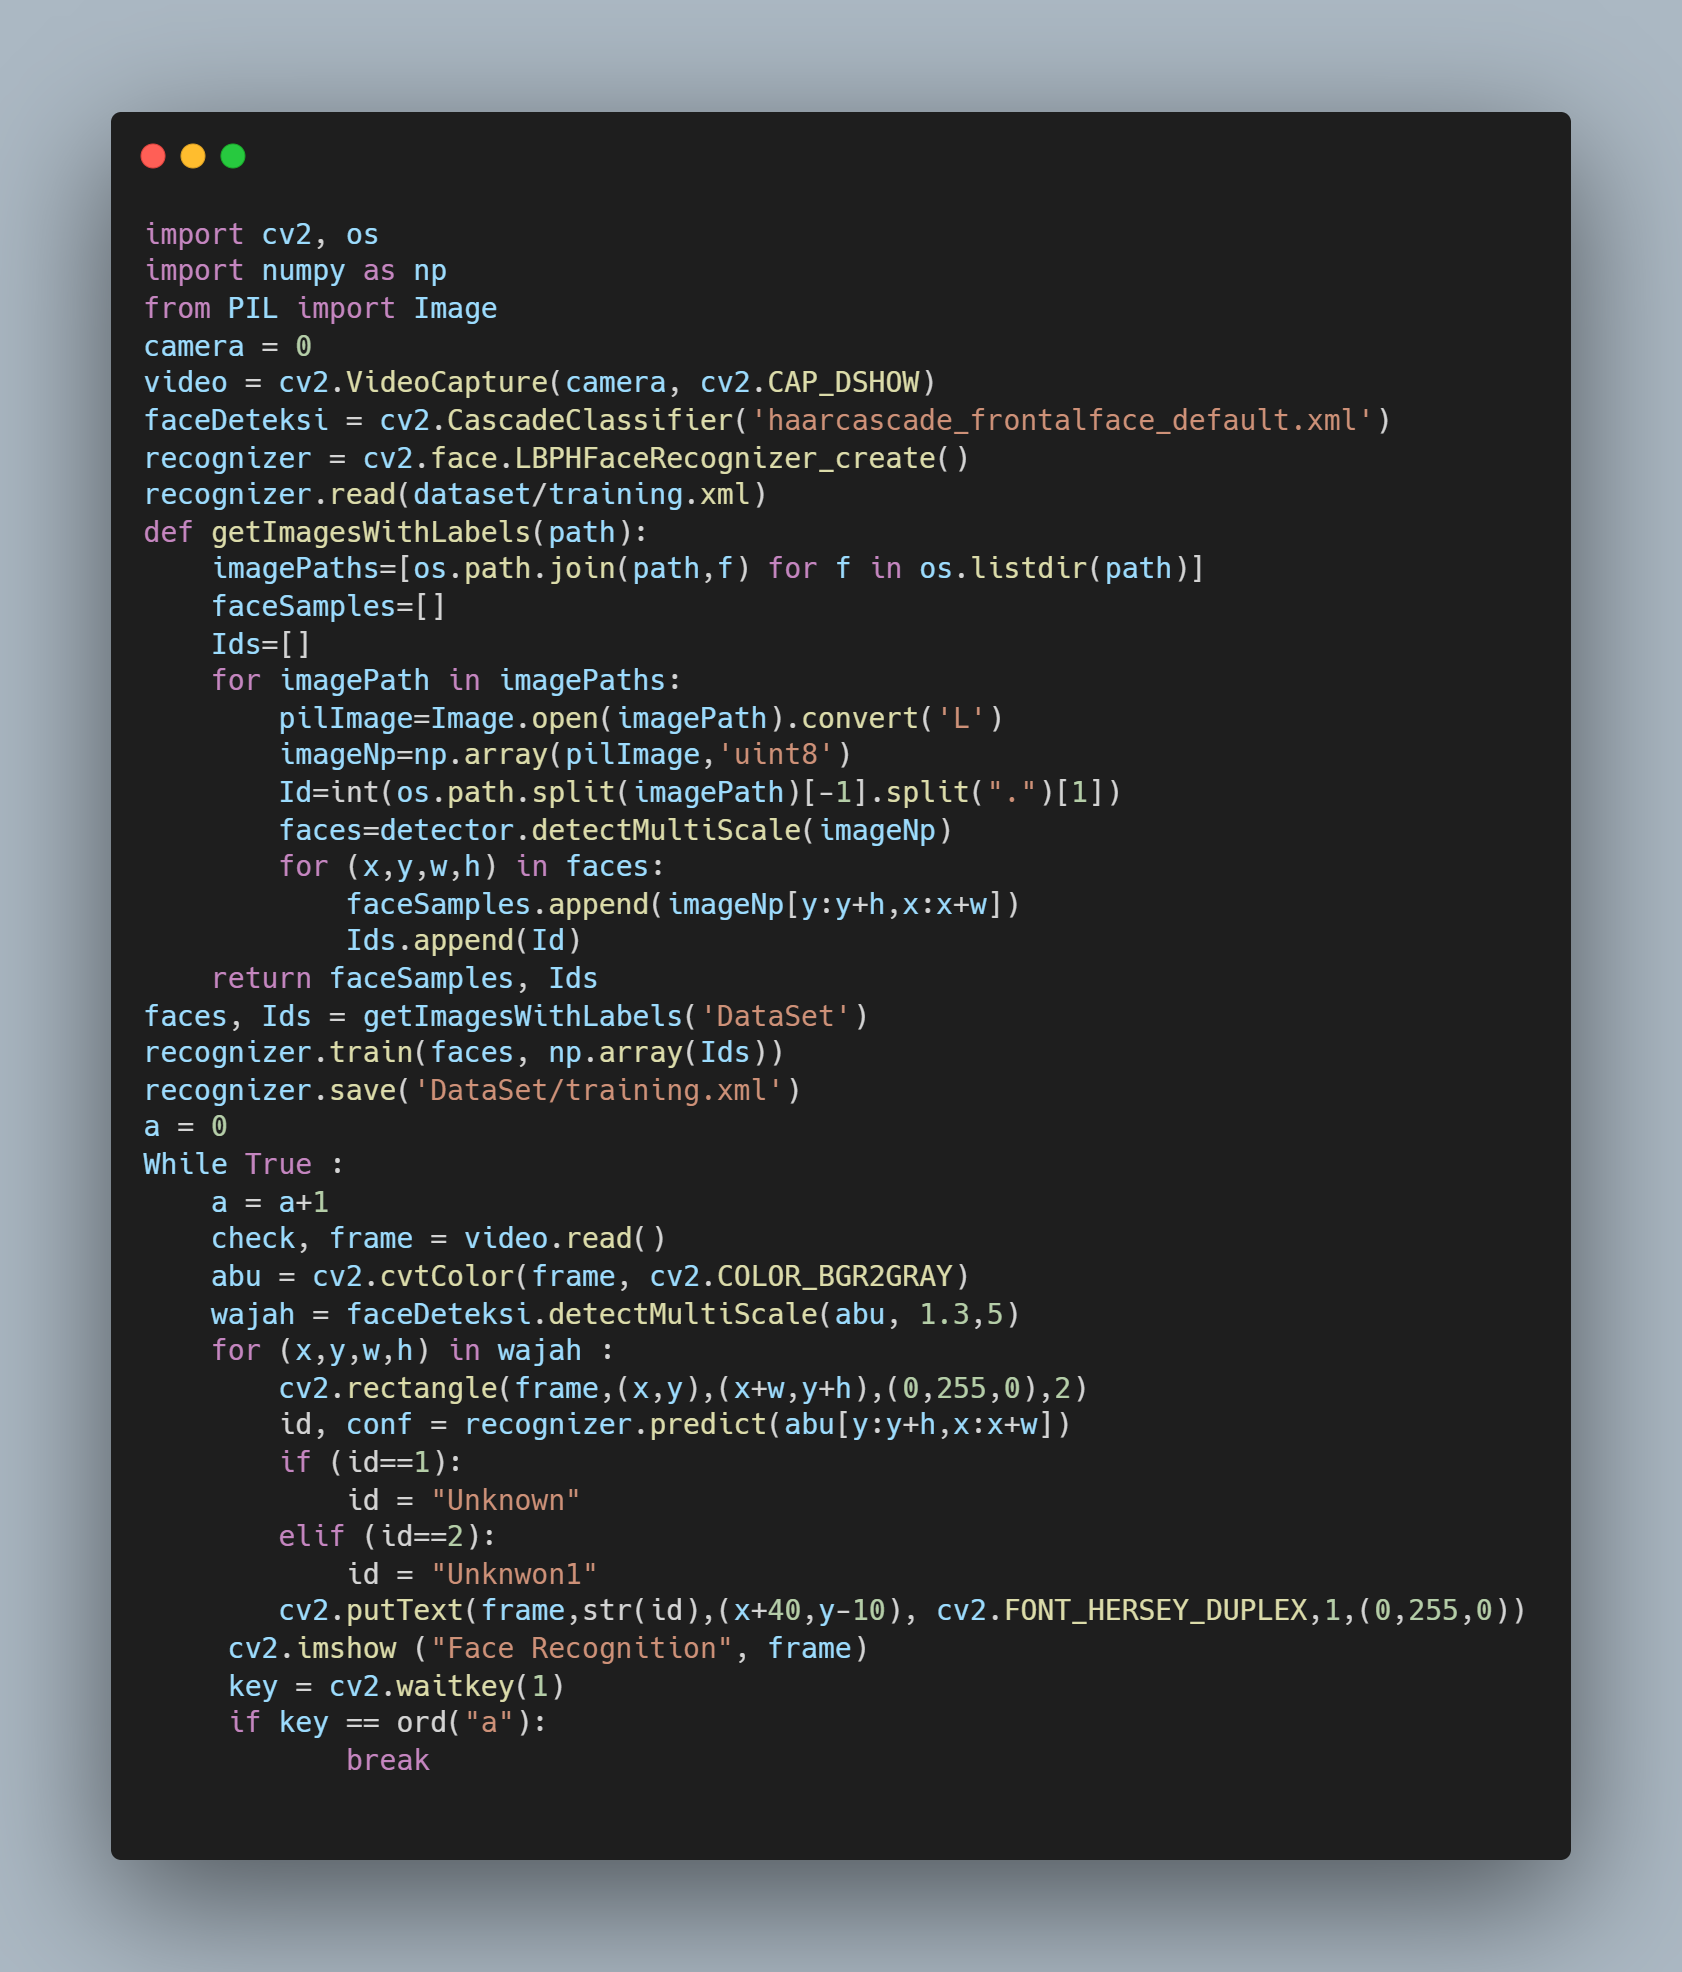 import cv2, os
import numpy as np
from PIL import Image
camera = 0
video = cv2.VideoCapture(camera, cv2.CAP_DSHOW)
faceDeteksi = cv2.CascadeClassifier('haarcascade_frontalface_default.xml')
recognizer = cv2.face.LBPHFaceRecognizer_create()
recognizer.read(dataset/training.xml)
def getImagesWithLabels(path):
    imagePaths=[os.path.join(path,f) for f in os.listdir(path)]
    faceSamples=[]
    Ids=[]
    for imagePath in imagePaths:
        pilImage=Image.open(imagePath).convert('L')
        imageNp=np.array(pilImage,'uint8')
        Id=int(os.path.split(imagePath)[-1].split(".")[1])
        faces=detector.detectMultiScale(imageNp)
        for (x,y,w,h) in faces:
            faceSamples.append(imageNp[y:y+h,x:x+w])
            Ids.append(Id)
    return faceSamples, Ids
faces, Ids = getImagesWithLabels('DataSet')
recognizer.train(faces, np.array(Ids))
recognizer.save('DataSet/training.xml')
a = 0
While True :
    a = a+1
    check, frame = video.read()
    abu = cv2.cvtColor(frame, cv2.COLOR_BGR2GRAY)
    wajah = faceDeteksi.detectMultiScale(abu, 1.3,5)
    for (x,y,w,h) in wajah :
        cv2.rectangle(frame,(x,y),(x+w,y+h),(0,255,0),2)
        id, conf = recognizer.predict(abu[y:y+h,x:x+w])
        if (id==1):
            id = "Unknown"
        elif (id==2):
            id = "Unknwon1"
        cv2.putText(frame,str(id),(x+40,y-10), cv2.FONT_HERSEY_DUPLEX,1,(0,255,0))
     cv2.imshow ("Face Recognition", frame)
     key = cv2.waitkey(1)
     if key == ord("a"):
            break